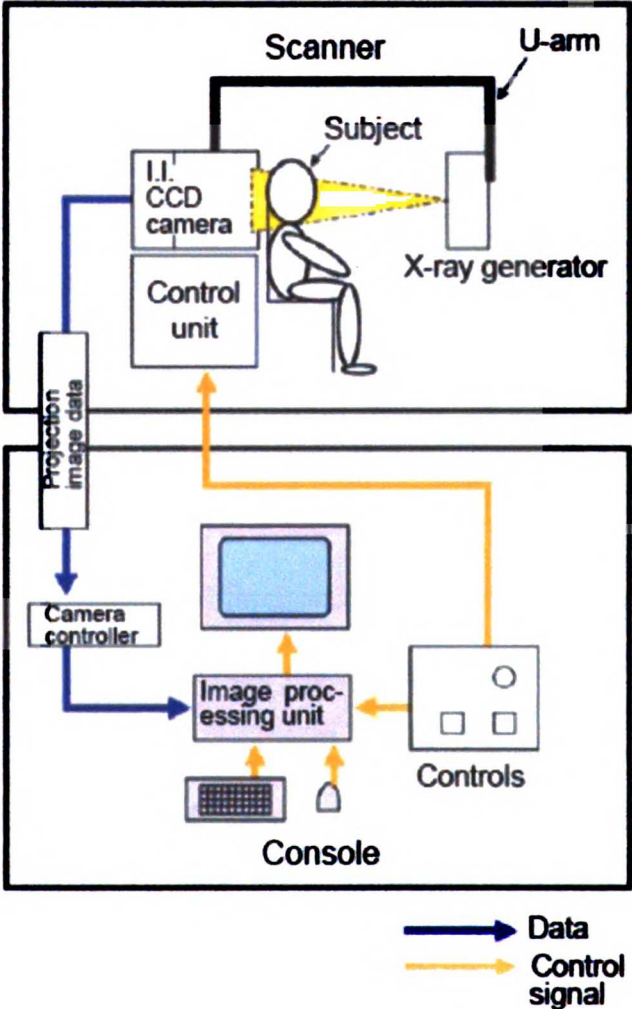 Scanner
U-arm
Subject
I.I.
CCD
camera
X-ray generator
Control
unit
Projection
image data
Camera
controller
Image proc-
essing unit
Controls
Console
Data
Control
signal